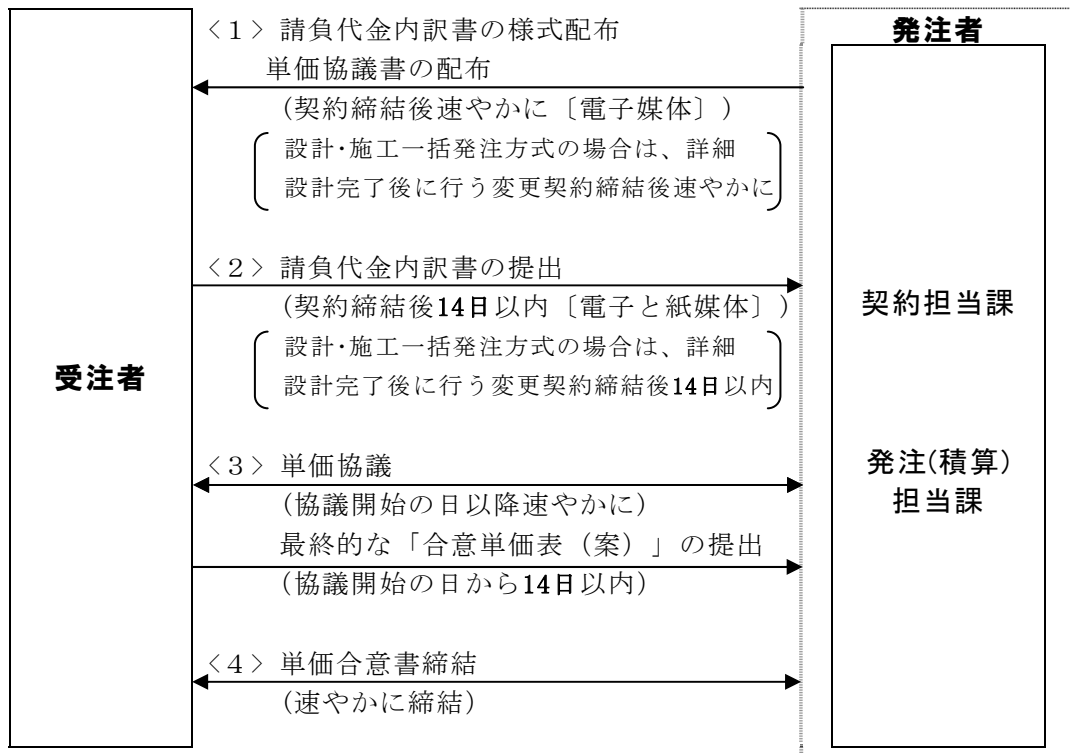 受注者
<1> 請負代金内訳書の様式配布
単価協議書の配布
(契約締結後速やかに〔電子媒体〕)
設計･施工一括発注方式の場合は、詳細
設計完了後に行う変更契約締結後速やかに
<2> 請負代金内訳書の提出
(契約締結後14日以内〔電子と紙媒体〕)
設計･施工一括発注方式の場合は、詳細
設計完了後に行う変更契約締結後14日以内
<3> 単価協議
(協議開始の日以降速やかに)
最終的な「合意単価表（案）」の提出
(協議開始の日から14日以内)
<4> 単価合意書締結
(速やかに締結)
発注者
契約担当課
発注(積算)
担当課